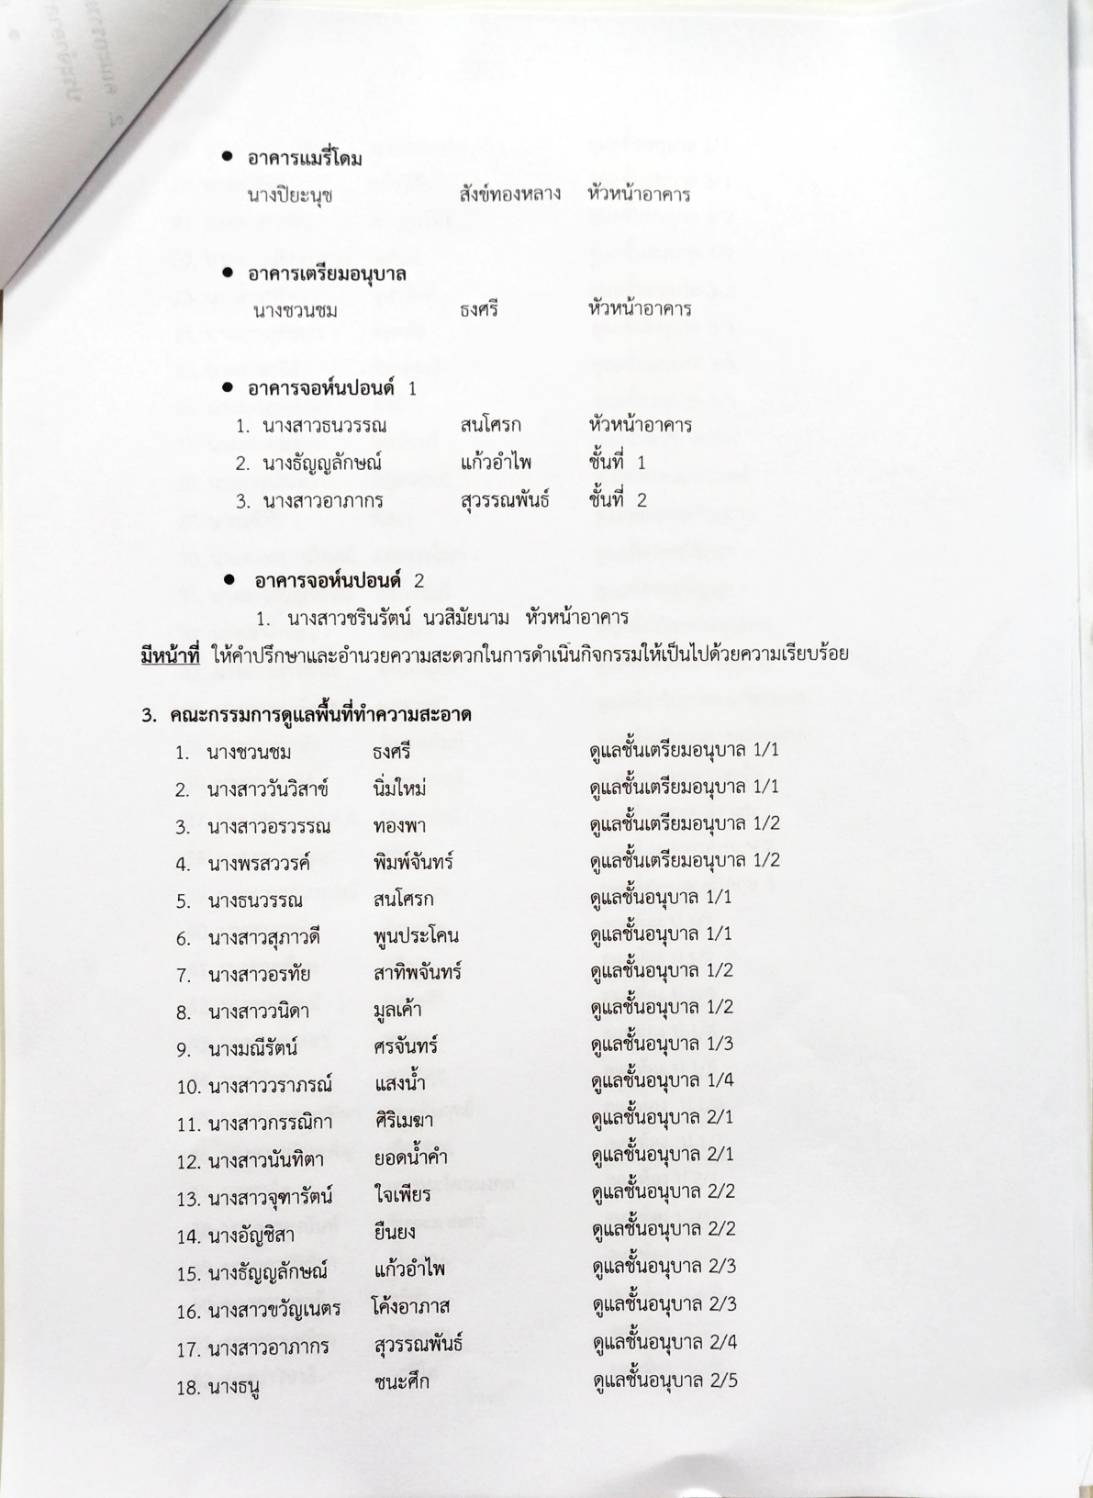 • อาคารแมรี่โดม
นางปิยะนุช สังข์ทองหลาง หัวหน้าอาคาร
• อาคารเตรียมอนุบาล
นางชวนชม ธงศรี หัวหน้าอาคาร
• อาคารจอห์นปอนด์ 1
1. นางสาวธนวรรณ สนโศรก หัวหน้าอาคาร
2. นางธัญญลักษณ์ แก้วอำไพ ชั้นที่ 1
3. นางสาวอาภากร สุวรรณพันธ์ ชั้นที่ 2
• อาคารจอห์นปอนด์ 2
1. นางสาวชรินรัตน์ นวสิมัยนาม หัวหน้าอาคาร
มีหน้าที่ ให้คำปรึกษาและอำนวยความสะดวกในการดำเนินกิจกรรมให้เป็นไปด้วยความเรียบร้อย
3. คณะกรรมการดูแลพื้นที่ทำความสะอาด
1. นางชวนชม ธงศรี ดูแลชั้นเตรียมอนุบาล 1/1
2. นางสาววันวิสาข์ นิ่มใหม่ ดูแลชั้นเตรียมอนุบาล 1/1
3. นางสาวอรวรรณ ทองพา ดูแลชั้นเตรียมอนุบาล 1/2
4. นางพรสววรค์ พิมพ์จันทร์ ดูแลชั้นเตรียมอนุบาล 1/2
5. นางธนวรรณ สนโศรก ดูแลชั้นอนุบาล 1/1
6. นางสาวสุภาวดี พูนประโคน ดูแลชั้นอนุบาล 1/1
7. นางสาวอรทัย สาทิพจันทร์ ดูแลชั้นอนุบาล 1/2
8. นางสาววนิดา มูลเค้า ดูแลชั้นอนุบาล 1/2
9. นางมณีรัตน์ ศรจันทร์ ดูแลชั้นอนุบาล 1/3
10. นางสาววราภรณ์ แสงน้ำ ดูแลชั้นอนุบาล 1/4
11. นางสาวกรรณิกา ศิริเมฆา ดูแลชั้นอนุบาล 2/1
12. นางสาวนันทิตา ยอดน้ำคำ ดูแลชั้นอนุบาล 2/1
13. นางสาวจุฑารัตน์ ใจเพียร ดูแลชั้นอนุบาล 2/2
14. นางอัญชิสา ยืนยง ดูแลชั้นอนุบาล 2/2
15. นางธัญญลักษณ์ แก้วอำไพ ดูแลชั้นอนุบาล 2/3
16. นางสาวขวัญเนตร โค้งอาภาส ดูแลชั้นอนุบาล 2/3
17. นางสาวอาภากร สุวรรณพันธ์ ดูแลชั้นอนุบาล 2/4
18. นางธนู ชนะศึก ดูแลชั้นอนุบาล 2/5